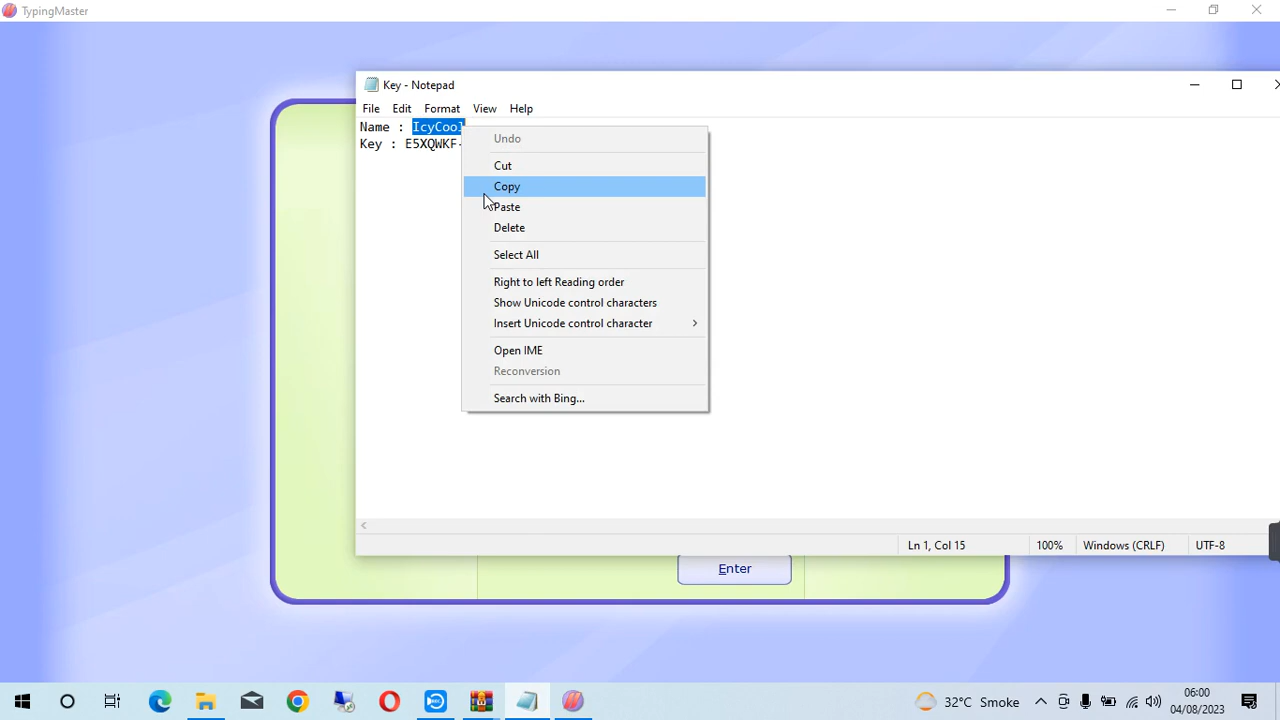 TypingMaster
Key - Notepad
File Edit Format View Help
Name : IcyCool
Key : E5XQWKF-
Undo
Cut
Copy
Paste
Delete
Select All
Right to left Reading order
Show Unicode control characters
Insert Unicode control character
Open IME
Reconversion
Search with Bing...
Ln 1, Col 15 100% Windows (CRLF) UTF-8
Enter
32°C Smoke 06:00
04/08/2023